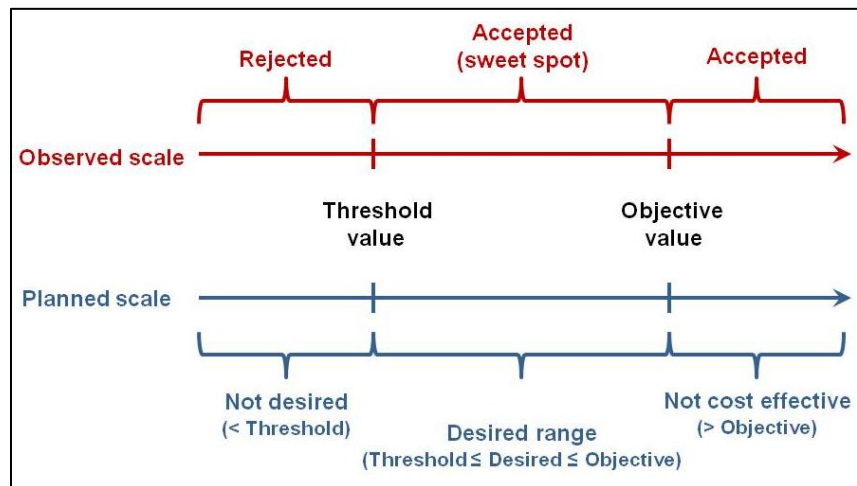 Rejected
Accepted
(sweet spot)
Accepted
Observed scale
Threshold
value
Objective
value
Planned scale
Not desired
(< Threshold)
Desired range
(Threshold ≤ Desired ≤ Objective)
Not cost effective
(> Objective)